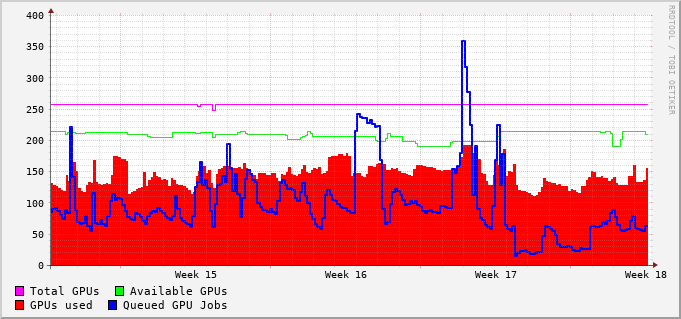 400
350
300
250
200
150
100
50
0
Week 15 Week 16 Week 17 Week 18
Total GPUs Available GPUs
GPUs used Queued GPU Jobs
RRDTOOL / TOBI OETIKER